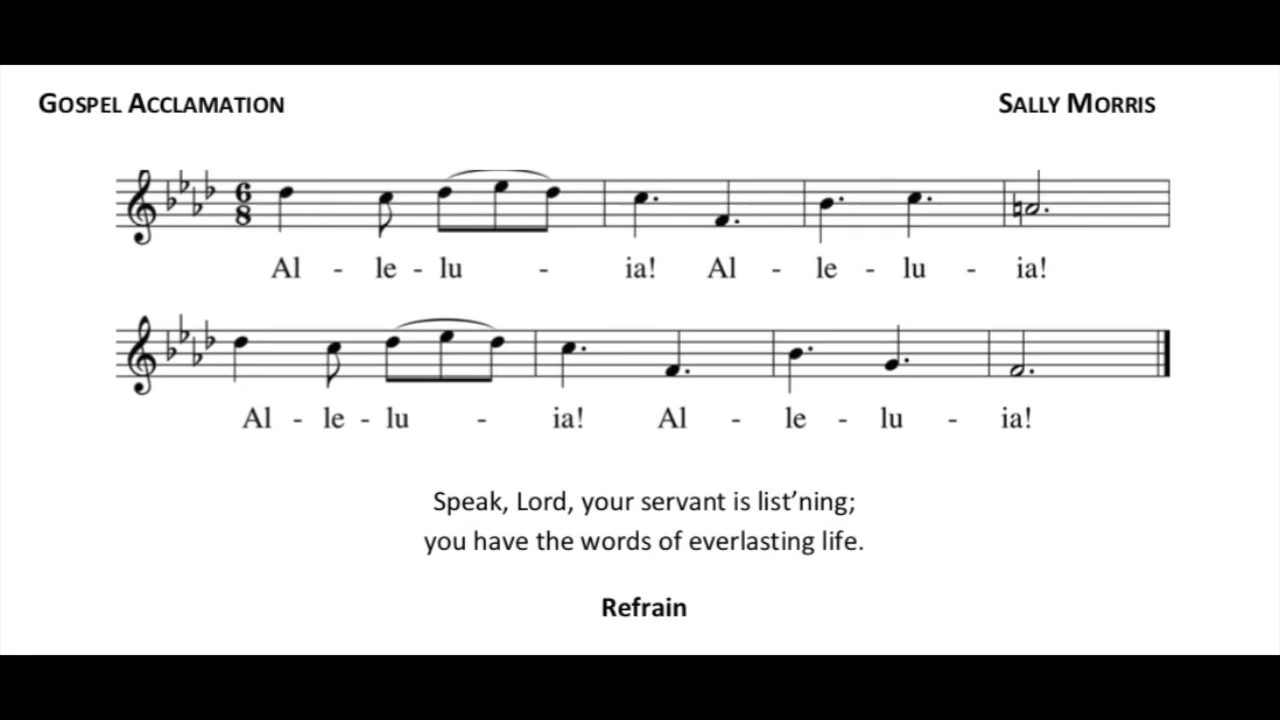 GOSPEL ACCLAMATION SALLY MORRIS
6
8
Al - le - lu - ia! Al - le - lu - ia!
Al - le - lu - ia! Al - le - lu - ia!
Speak, Lord, your servant is list’ning;
you have the words of everlasting life.
Refrain